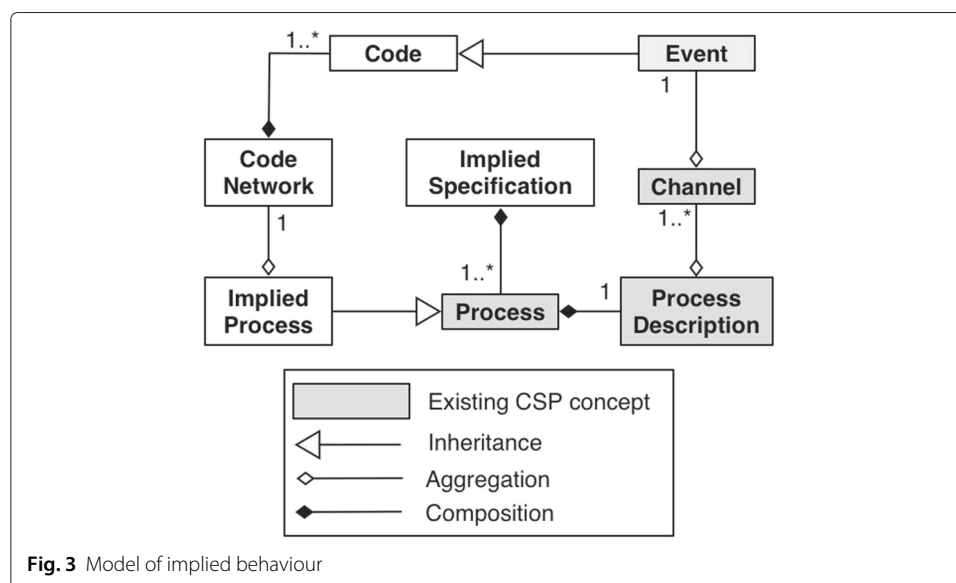 1..*
Code
Event
1
Code
Network
Implied
Specification
Channel
1
1..*
1..*
1
Implied
Process
Process
Process
Description
Existing CSP concept
Inheritance
Aggregation
Composition
Fig. 3 Model of implied behaviour